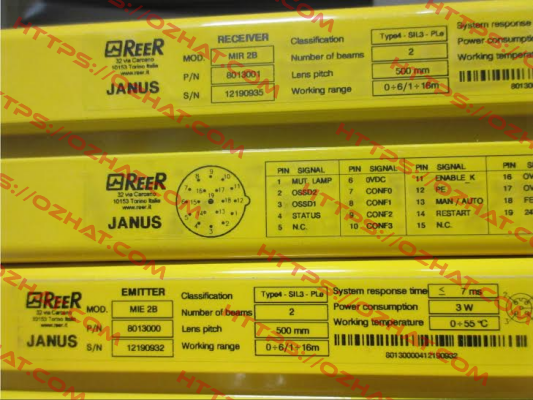 REER
32 via Carcano
10153 Torino Italia
www.reer.it
JANUS
RECEIVER
MOD. MIR 2B
P/N 8013001
S/N 12190935
Classification Type4 - SIL3 - PLe
Number of beams 2
Lens pitch 500 mm
Working range 0÷6/1÷16m
System response
Power consumption
Working temperature
REER
32 via Carcano
10153 Torino Italia
www.reer.it
JANUS
PIN SIGNAL PIN SIGNAL PIN SIGNAL PIN
1 MUT_LAMP 6 0VDC 11 ENABLE_K 16
2 OSSD2 7 CONF0 12 PE 17
3 OSSD1 8 CONF1 13 MAN / AUTO 18
4 STATUS 9 CONF2 14 RESTART 19
5 N.C. 10 CONF3 15 N.C.
REER
32 via Carcano
10153 Torino Italia
www.reer.it
JANUS
EMITTER
MOD. MIE 2B
P/N 8013000
S/N 12190932
Classification Type4 - SIL3 - PLe
Number of beams 2
Lens pitch 500 mm
Working range 0÷6/1÷16m
System response time ≤ 7 ms
Power consumption 3 W
Working temperature 0÷55 °C
80130000412190932
HTTPS://OZHAT.COM